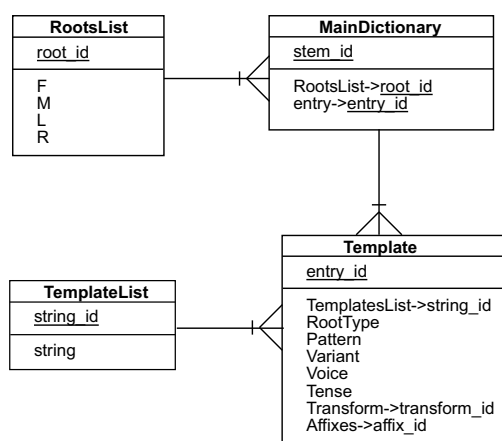 RootsList
root_id
F
M
L
R
MainDictionary
stem_id
RootsList->root_id
entry->entry_id
TemplateList
string_id
string
Template
entry_id
TemplatesList->string_id
RootType
Pattern
Variant
Voice
Tense
Transform->transform_id
Affixes->affix_id